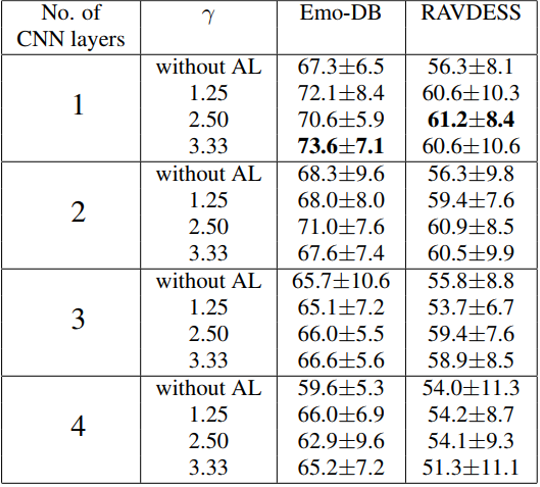 No. of CNN layers γ Emo-DB RAVDESS
1 without AL 67.3±6.5 56.3±8.1
1.25 72.1±8.4 60.6±10.3
2.50 70.6±5.9 61.2±8.4
3.33 73.6±7.1 60.6±10.6
2 without AL 68.3±9.6 56.3±9.8
1.25 68.0±8.0 59.4±7.6
2.50 71.0±7.6 60.9±8.5
3.33 67.6±7.4 60.5±9.9
3 without AL 65.7±10.6 55.8±8.8
1.25 65.1±7.2 53.7±6.7
2.50 66.0±5.5 59.4±7.6
3.33 66.6±5.6 58.9±8.5
4 without AL 59.6±5.3 54.0±11.3
1.25 66.0±6.9 54.2±8.7
2.50 62.9±9.6 54.1±9.3
3.33 65.2±7.2 51.3±11.1